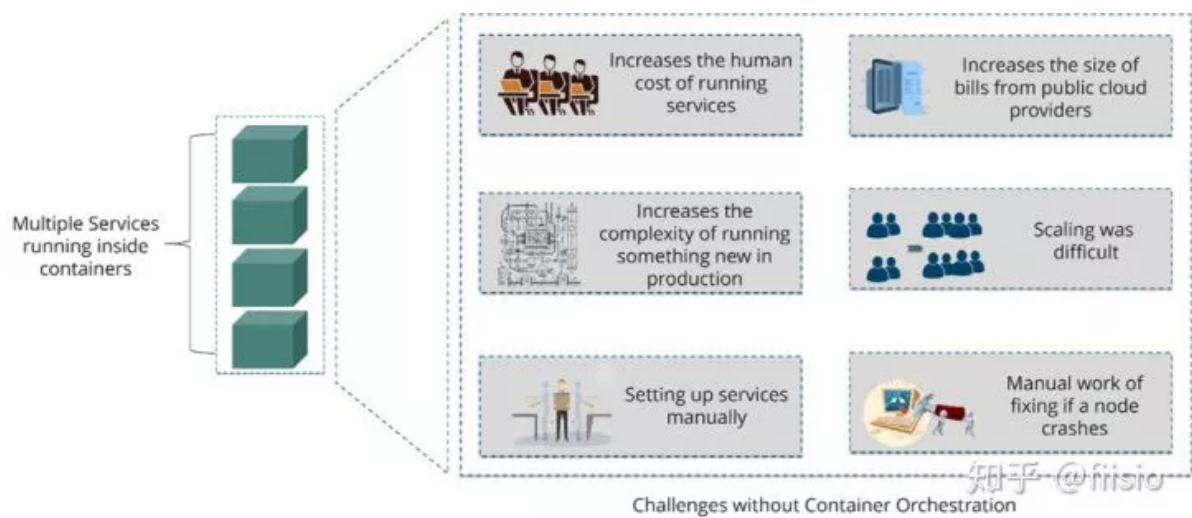 Multiple Services
running inside
containers
Increases the human
cost of running
services
Increases the size of
bills from public cloud
providers
Increases the
complexity of running
something new in
production
Scaling was
difficult
Setting up services
manually
Manual work of
fixing if a node
crashes
知乎 @fiisio
Challenges without Container Orchestration